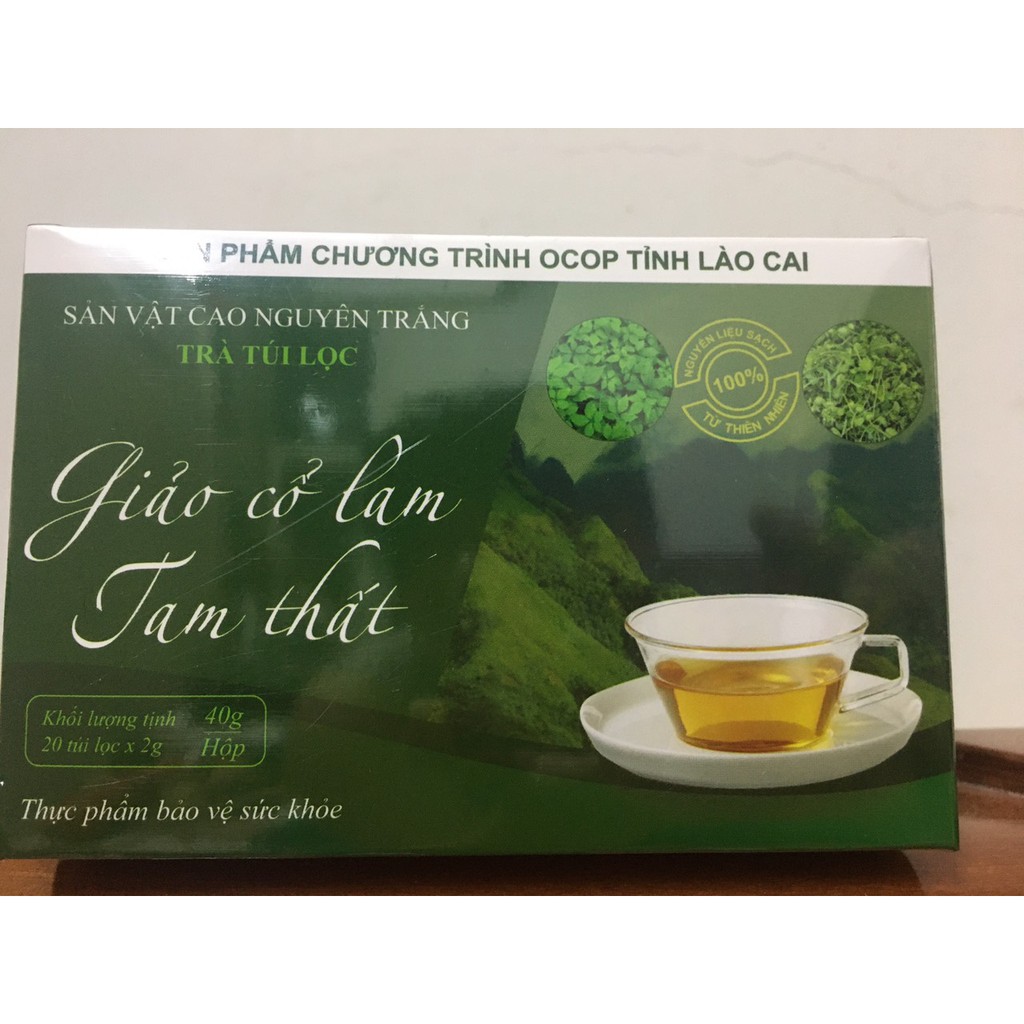 PHẨM CHƯƠNG TRÌNH OCOP TỈNH LÀO CAI
SẢN VẬT CAO NGUYÊN TRẮNG
TRÀ TÚI LỌC
NGUYÊN LIỆU SẠCH
100%
TỪ THIÊN NHIÊN
Giảo cổ lam
Tam thất
Khối lượng tịnh 40g
20 túi lọc x 2g Hộp
Thực phẩm bảo vệ sức khỏe